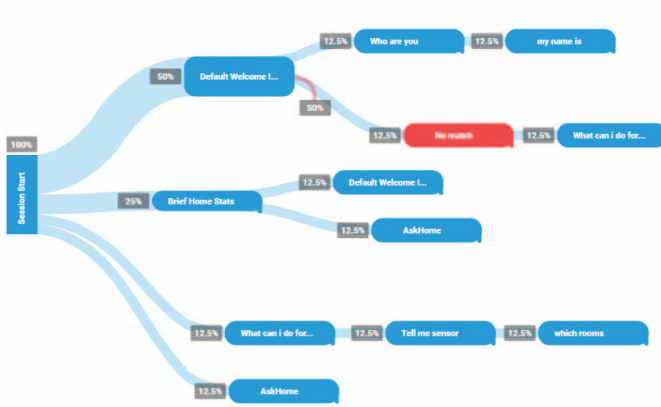 12.5%
Who are you
12.5%
my name is
50%
Default Welcome I...
50%
12.5%
No match
12.5%
What can i do for...
100%
Session Start
25%
Brief Home Stats
12.5%
Default Welcome I...
12.5%
AskHome
12.5%
What can i do for...
12.5%
Tell me sensor
12.5%
which rooms
12.5%
AskHome